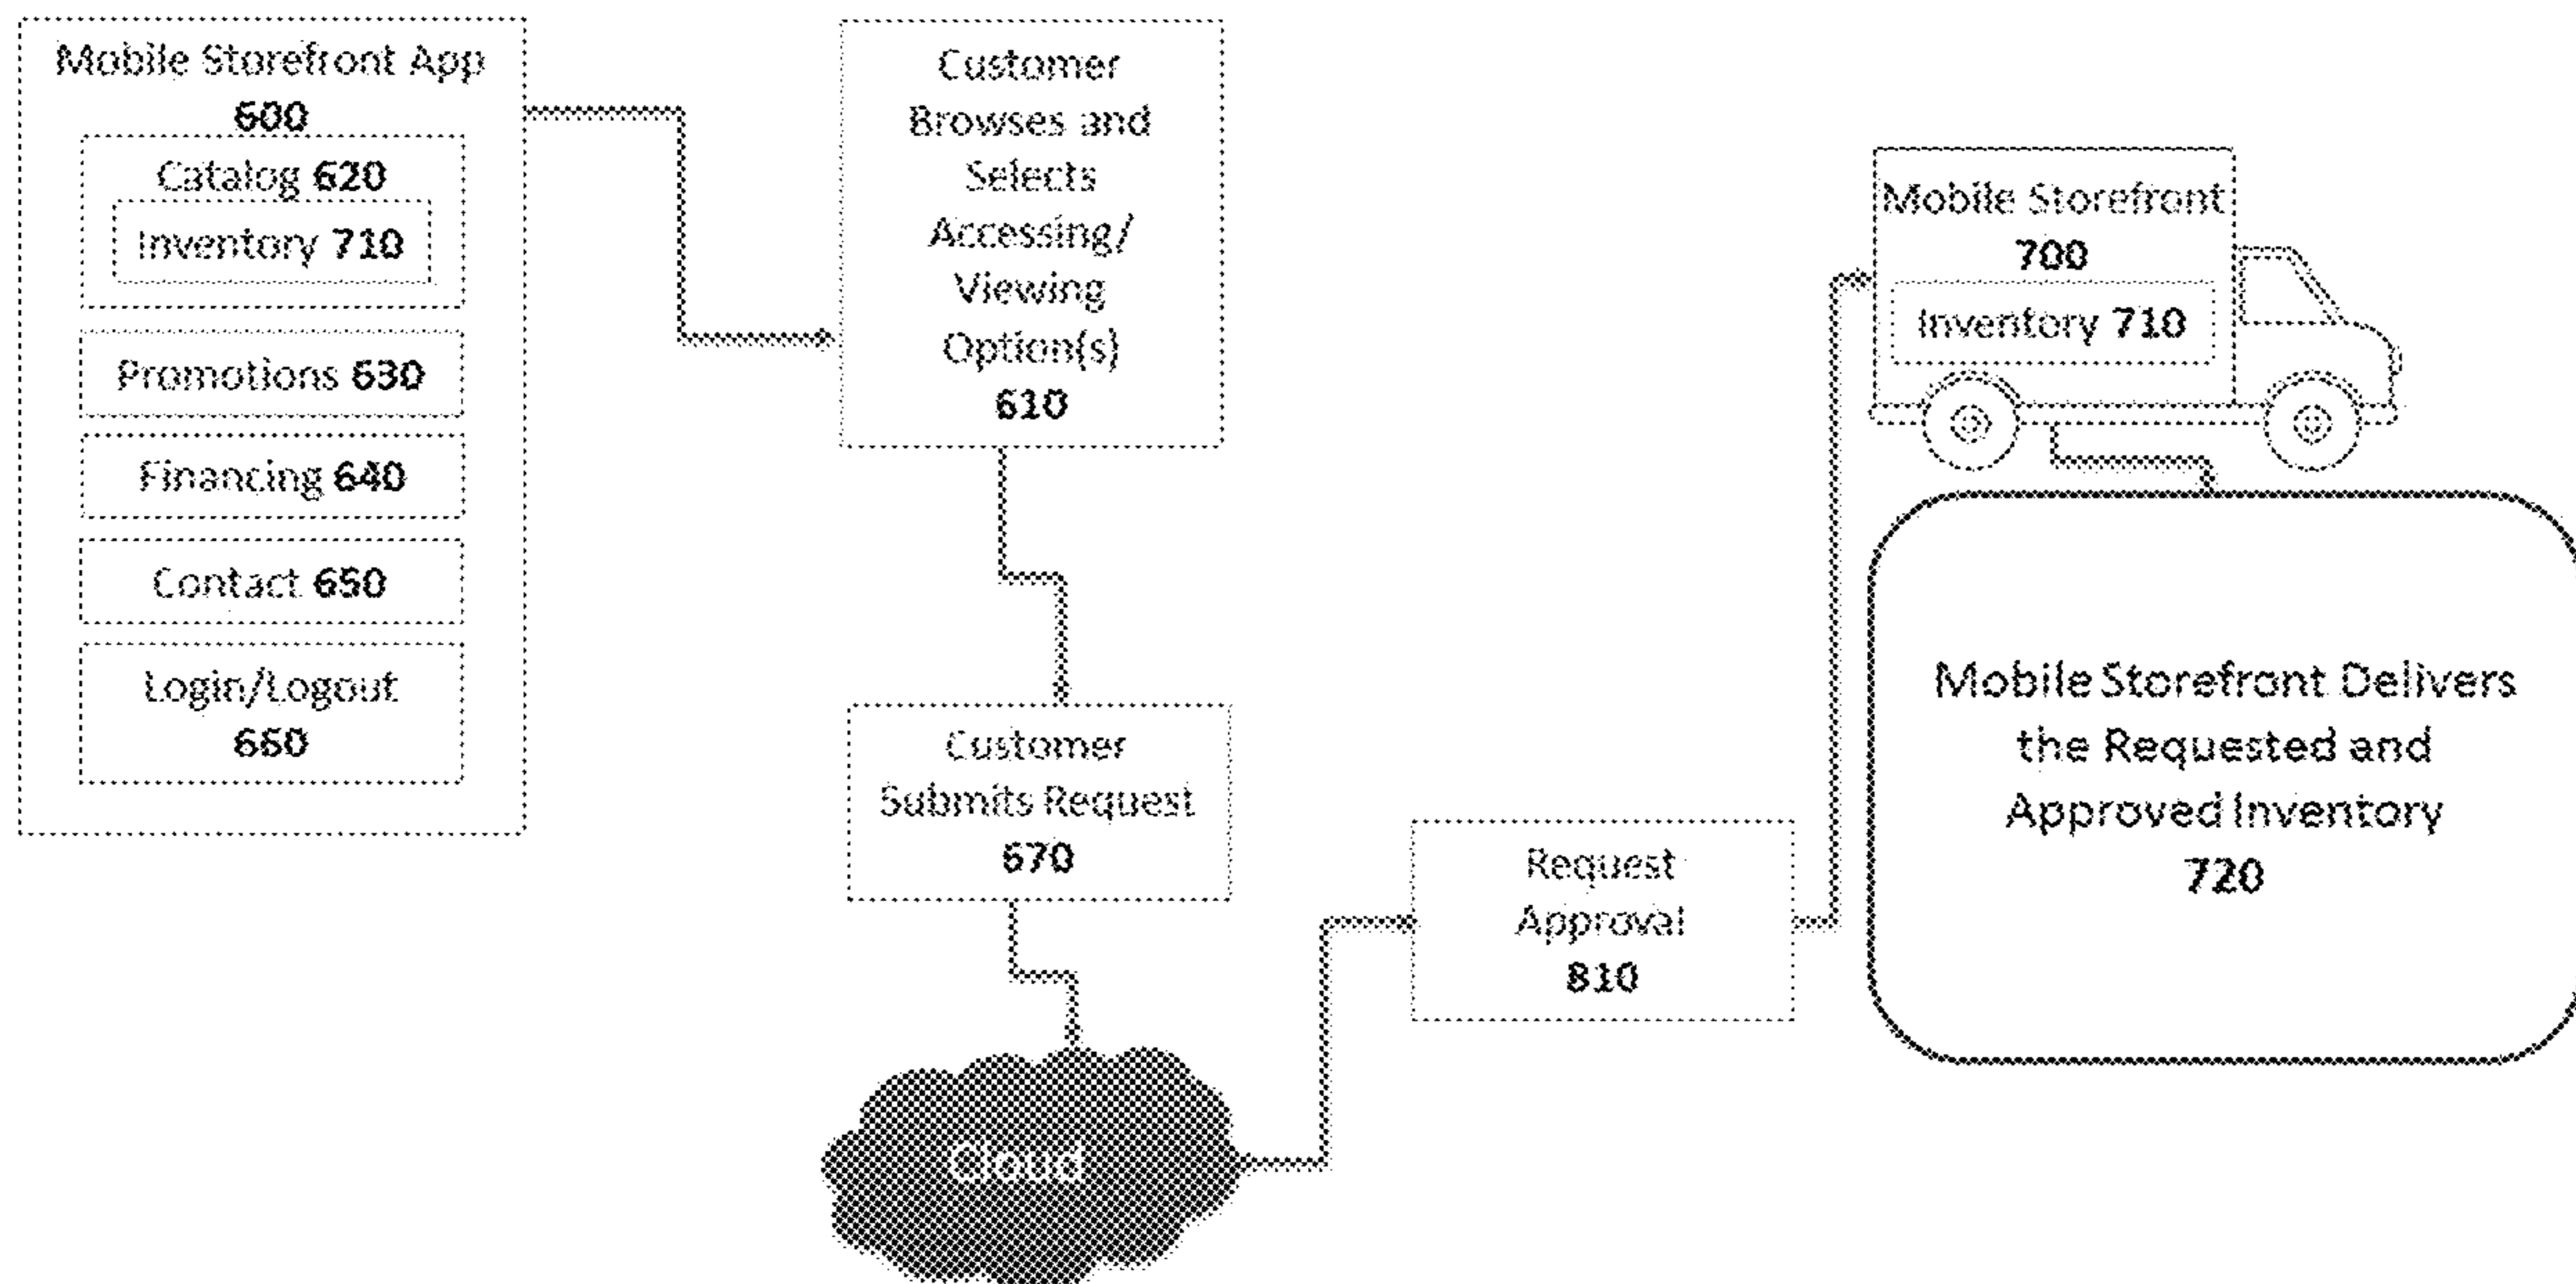 Mobile Storefront App
600
Catalog 620
Inventory 710
Promotions 630
Financing 640
Contact 650
Login/Logout
660
Customer
Browses and
Selects
Accessing/
Viewing
Option(s)
610
Customer
Submits Request
670
Cloud
Request
Approval
810
Mobile Storefront
700
Inventory 710
Mobile Storefront Delivers
the Requested and
Approved Inventory
720